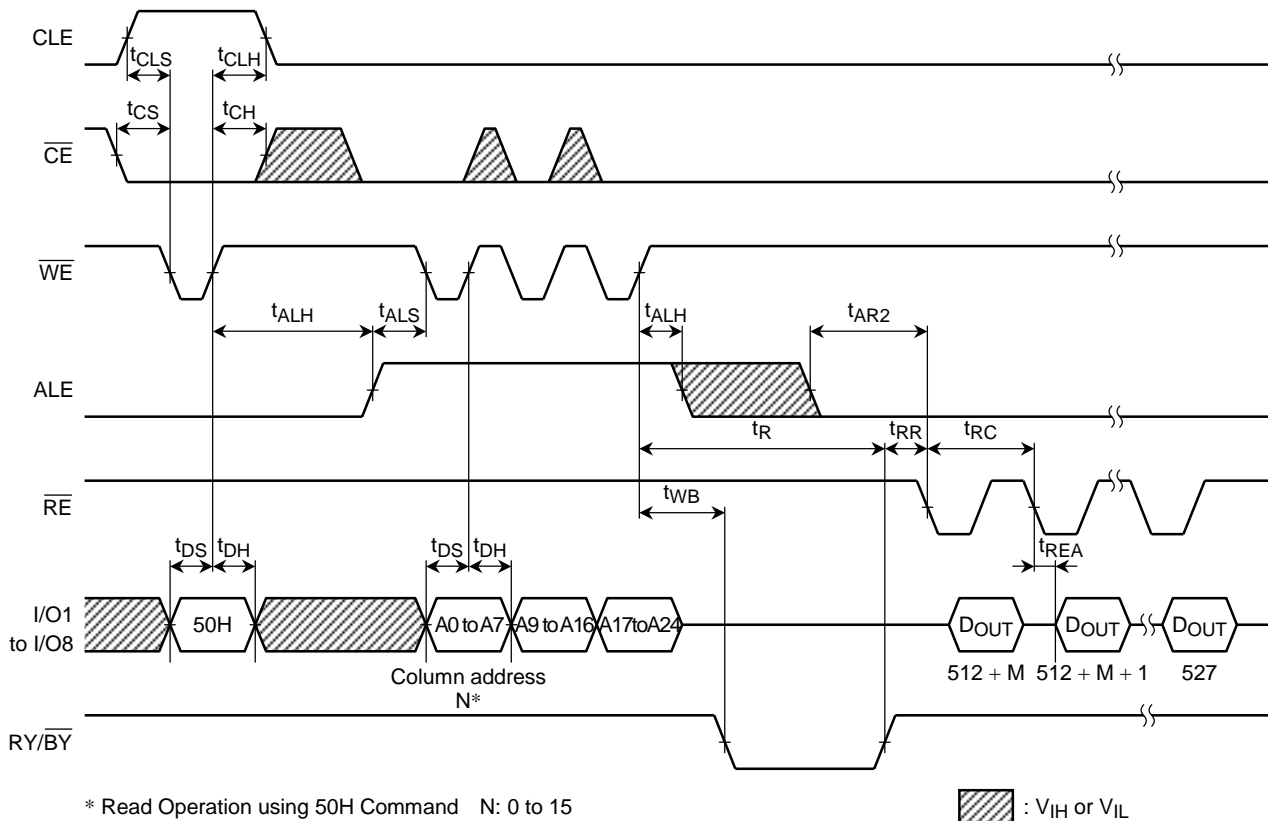 CLE
tCLS
tCLH
tCS
tCH
CE
WE
tALH
tALS
tALH
tAR2
ALE
tR
tRR
tRC
RE
tWB
tDS
tDH
tDS
tDH
tREA
I/O1
to I/O8
50H
A0 to A7
A9 to A16
A17 to A24
DOUT
DOUT
DOUT
512 + M
512 + M + 1
527
Column address
N*
RY/BY
* Read Operation using 50H Command N: 0 to 15
: VIH or VIL